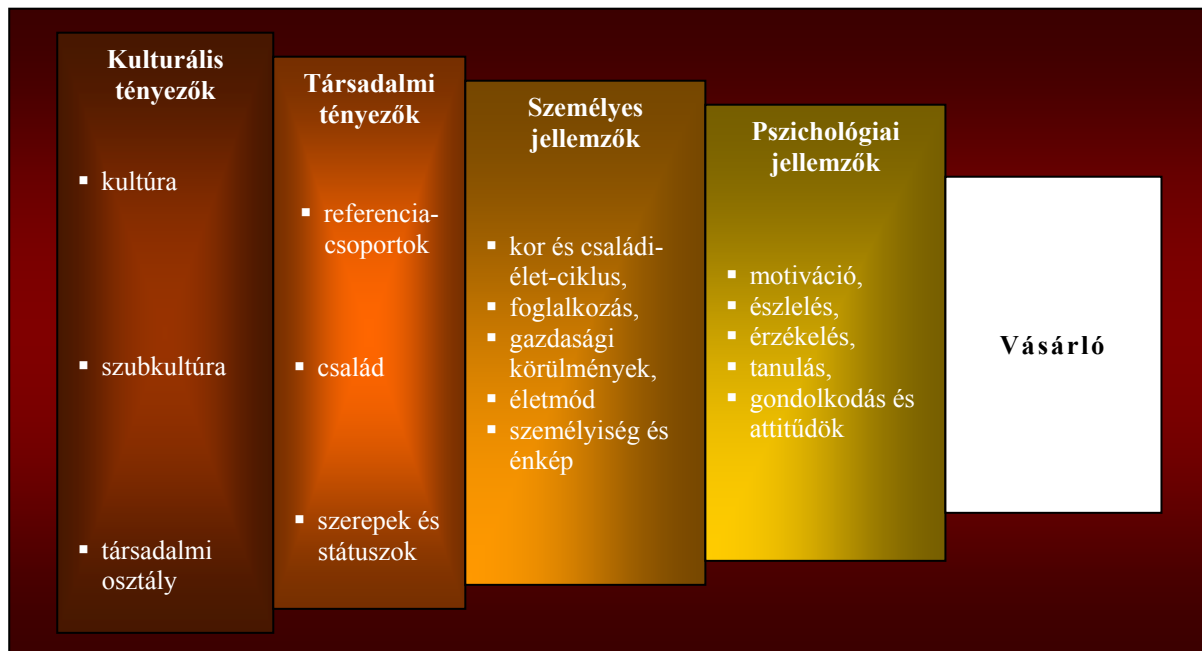 Kulturális
tényezők
▪ kultúra
▪ szubkultúra
▪ társadalmi
osztály
Társadalmi
tényezők
▪ referencia-
csoportok
▪ család
▪ szerepek és
státuszok
Személyes
jellemzők
▪ kor és családi-
élet-ciklus,
▪ foglalkozás,
▪ gazdasági
körülmények,
▪ életmód
▪ személyiség és
énkép
Pszichológiai
jellemzők
▪ motiváció,
▪ észlelés,
▪ érzékelés,
▪ tanulás,
▪ gondolkodás és
attitűdök
Vásárló